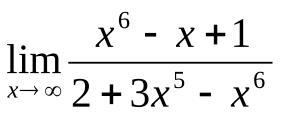 lim x→∞ (x⁶ - x + 1) / (2 + 3x⁵ - x⁶)